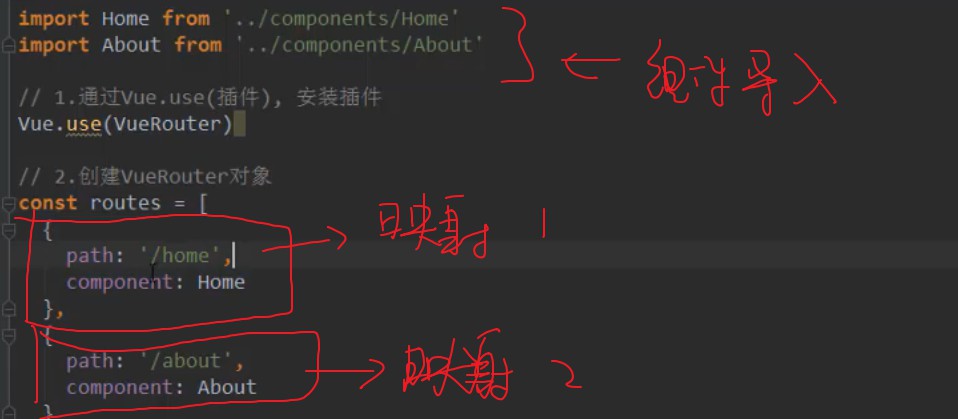 import Home from '../components/Home'
import About from '../components/About'
组件导入
// 1.通过Vue.use(插件), 安装插件
Vue.use(VueRouter)
// 2.创建VueRouter对象
const routes = [
{
映射 1
path: '/home',
component: Home
},
{
path: '/about',
映射 2
component: About
}